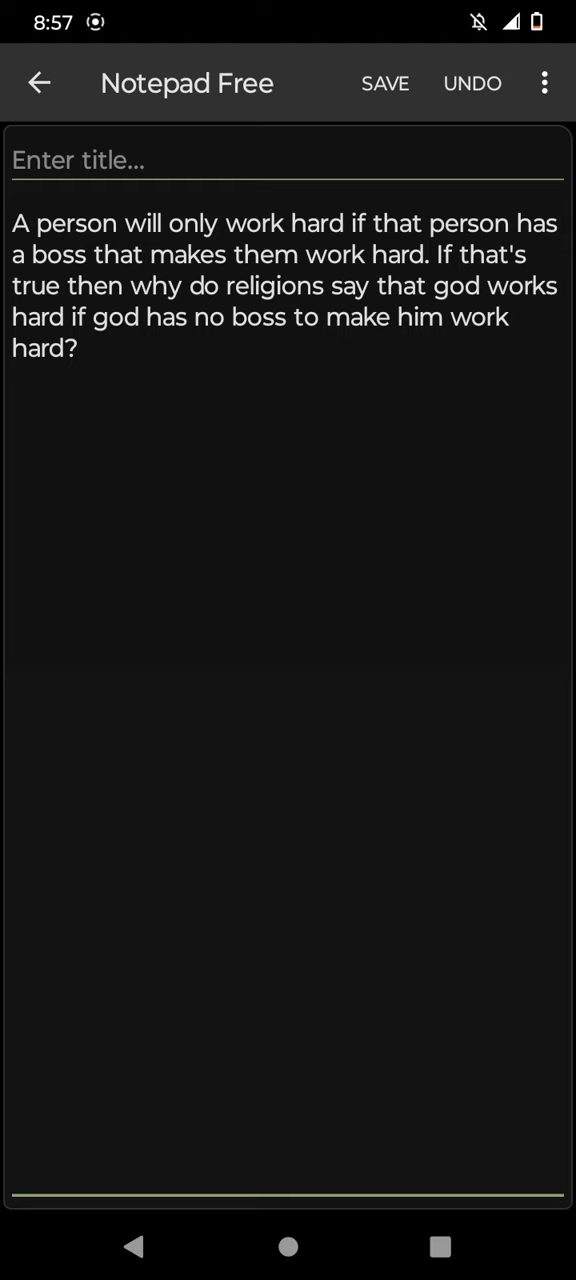 8:57
Notepad Free SAVE UNDO
Enter title...
A person will only work hard if that person has
a boss that makes them work hard. If that's
true then why do religions say that god works
hard if god has no boss to make him work
hard?